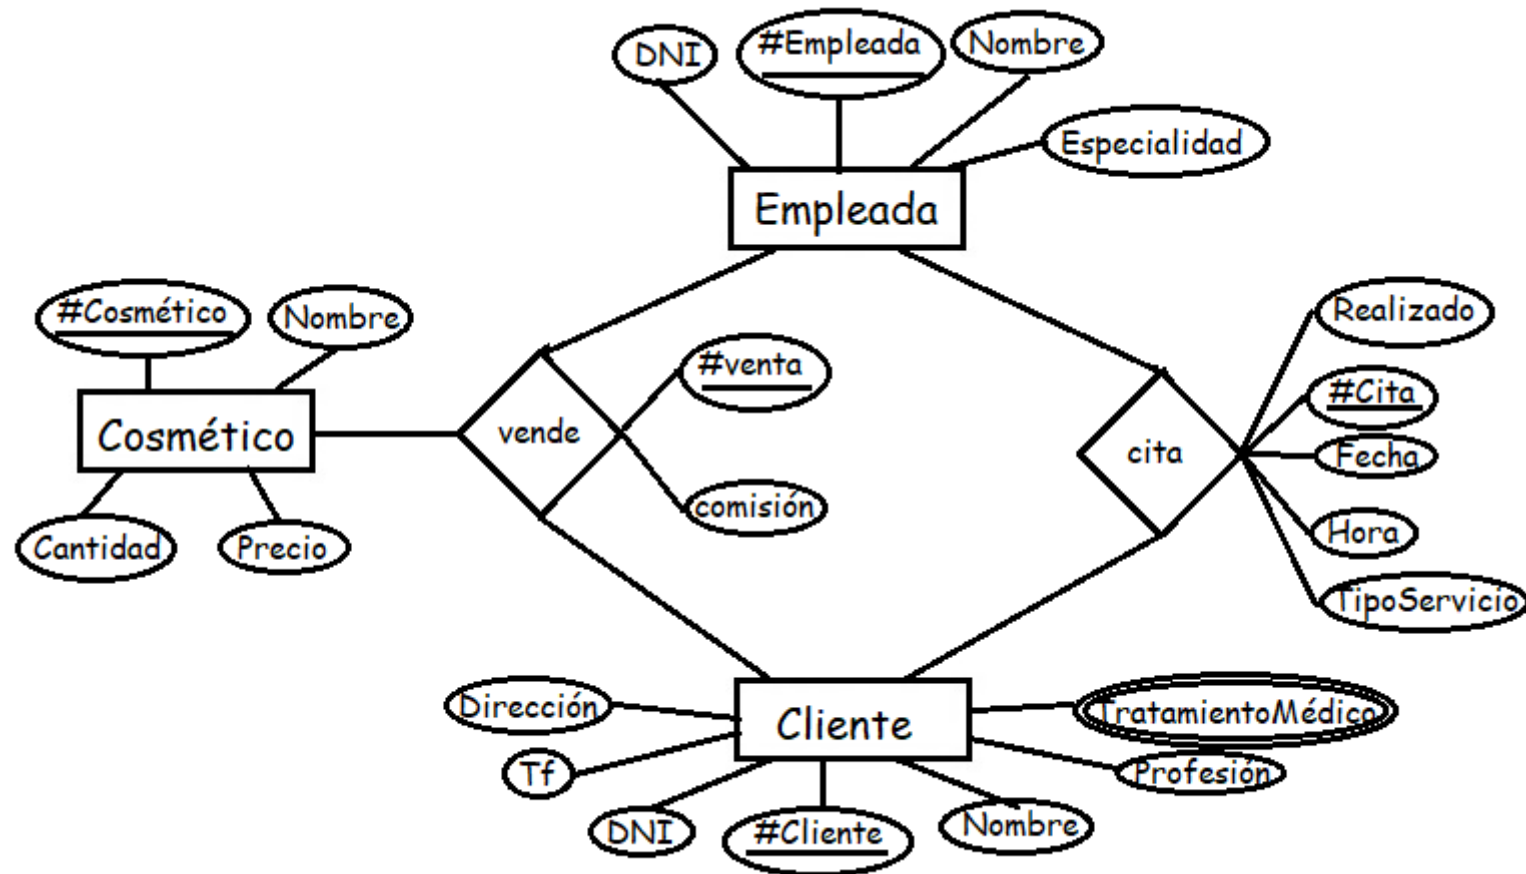 DNI
#Empleada
Nombre
Especialidad
Empleada
#Cosmético
Nombre
Cosmético
Cantidad
Precio
vende
#venta
comisión
cita
Realizado
#Cita
Fecha
Hora
TipoServicio
Dirección
Tf
DNI
#Cliente
Nombre
Cliente
TratamientoMédico
Profesión